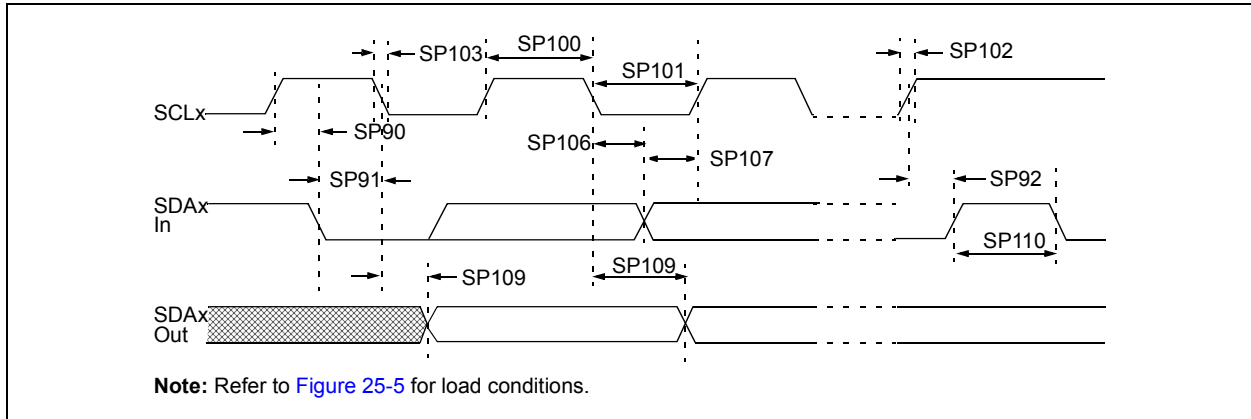 SP103
SP100
SP101
SP102
SCLx
SP90
SP106
SP107
SP91
SP92
SDAx
In
SP110
SP109
SP109
SDAx
Out
Note: Refer to Figure 25-5 for load conditions.